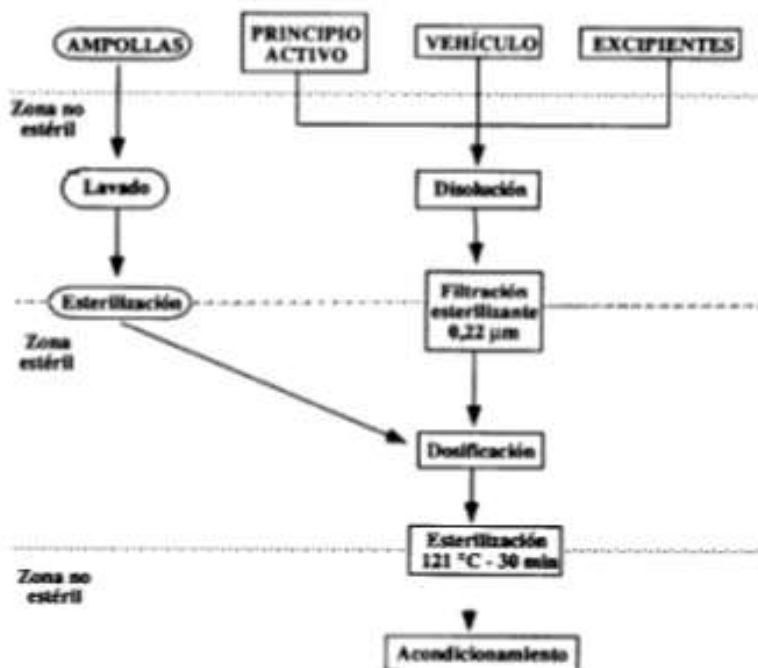 AMPOLLAS
PRINCIPIO
ACTIVO
VEHÍCULO
EXCIPIENTES
Zona no
estéril
Lavado
Disolución
Esterilización
Filtración
esterilizante
0,22 µm
Zona
estéril
Dosificación
Esterilización
121 °C - 30 min
Zona no
estéril
Acondicionamiento